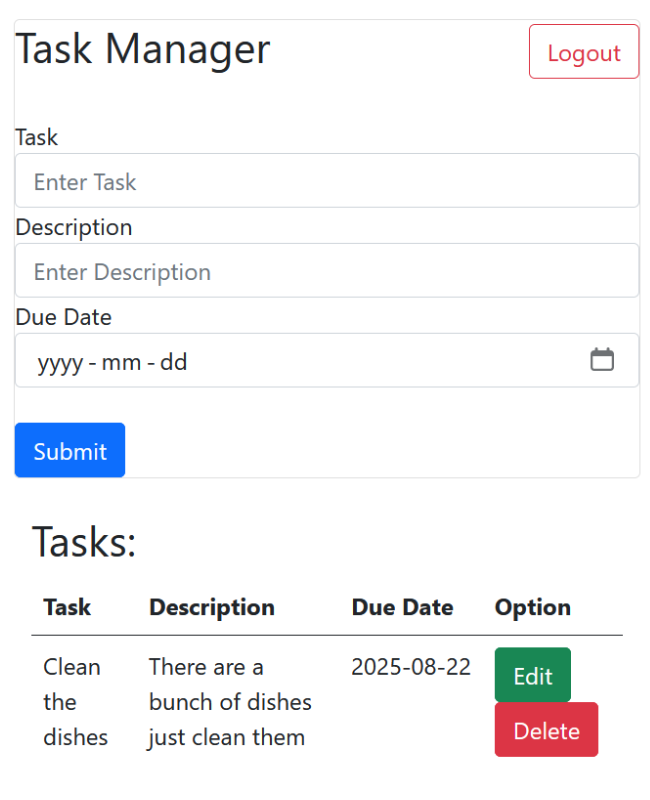 Task Manager
Logout
Task
Enter Task
Description
Enter Description
Due Date
yyyy - mm - dd
Submit
Tasks:
Task Description Due Date Option
Clean There are a 2025-08-22 Edit
the bunch of dishes
dishes just clean them Delete